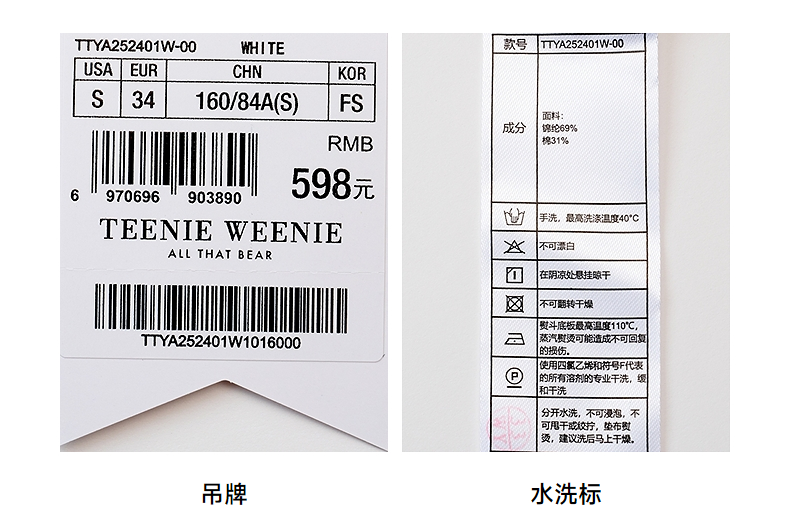 TTYA252401W-00 WHITE
USA EUR CHN KOR
S 34 160/84A(S) FS
RMB
598元
6 970696 903890
TEENIE WEENIE
ALL THAT BEAR
TTYA252401W1016000
款号 TTYA252401W-00
成分
面料:
锦纶69%
棉31%
手洗,最高洗涤温度40°C
不可漂白
在阴凉处悬挂晾干
不可翻转干燥
熨斗底板最高温度110℃,
蒸汽熨烫可能造成不可回复
的损伤。
P
使用四氯乙烯和符号F代表
的所有溶剂的专业干洗,缓
和干洗
分开水洗,不可浸泡,不
可甩干或绞拧,垫布熨
烫,建议洗后马上干燥。
吊牌
水洗标